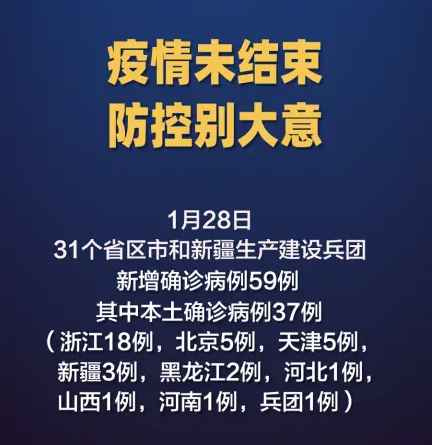 疫情未结束
防控别大意
1月28日
31个省区市和新疆生产建设兵团
新增确诊病例59例
其中本土确诊病例37例
（浙江18例，北京5例，天津5例，
新疆3例，黑龙江2例，河北1例，
山西1例，河南1例，兵团1例）